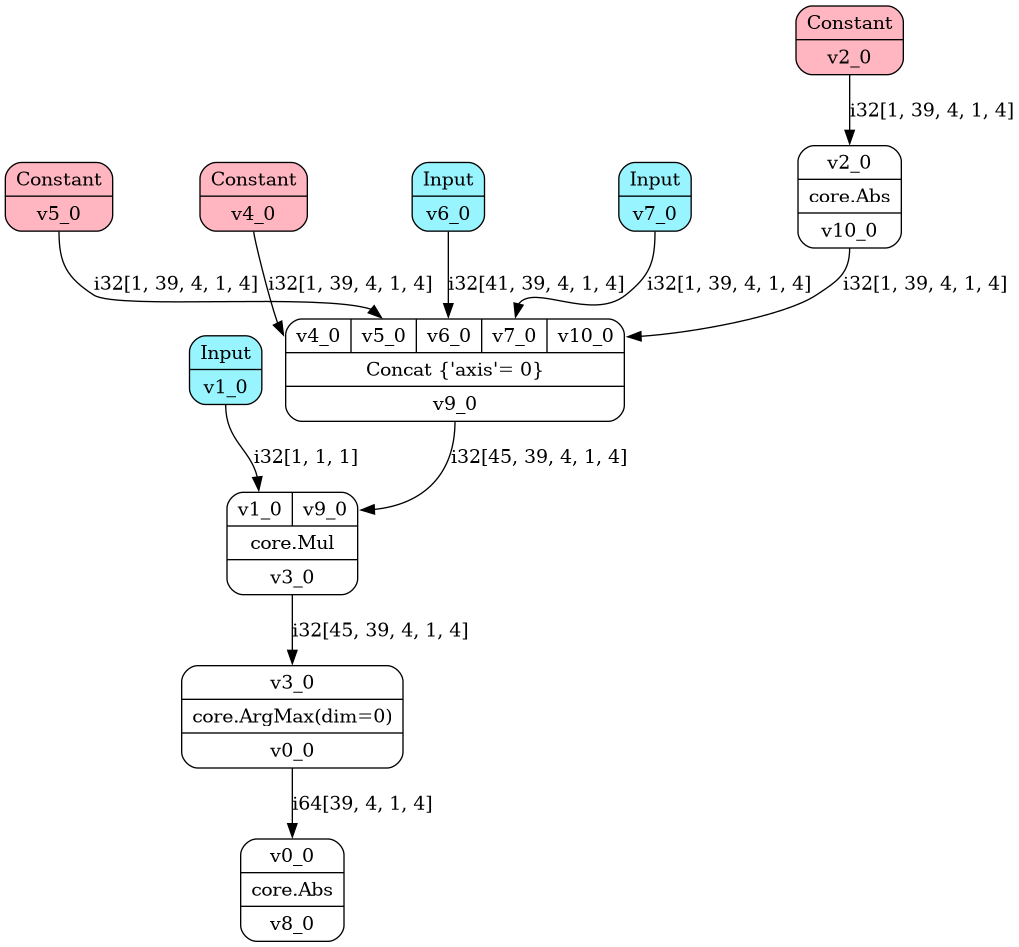 Constant
v2_0
i32[1, 39, 4, 1, 4]
Constant
v5_0
Constant
v4_0
Input
v6_0
Input
v7_0
v2_0
core.Abs
v10_0
i32[1, 39, 4, 1, 4]
i32[1, 39, 4, 1, 4]
i32[41, 39, 4, 1, 4]
i32[1, 39, 4, 1, 4]
i32[1, 39, 4, 1, 4]
Input
v1_0
v4_0 v5_0 v6_0 v7_0 v10_0
Concat {'axis'= 0}
v9_0
i32[1, 1, 1]
i32[45, 39, 4, 1, 4]
v1_0 v9_0
core.Mul
v3_0
i32[45, 39, 4, 1, 4]
v3_0
core.ArgMax(dim=0)
v0_0
i64[39, 4, 1, 4]
v0_0
core.Abs
v8_0